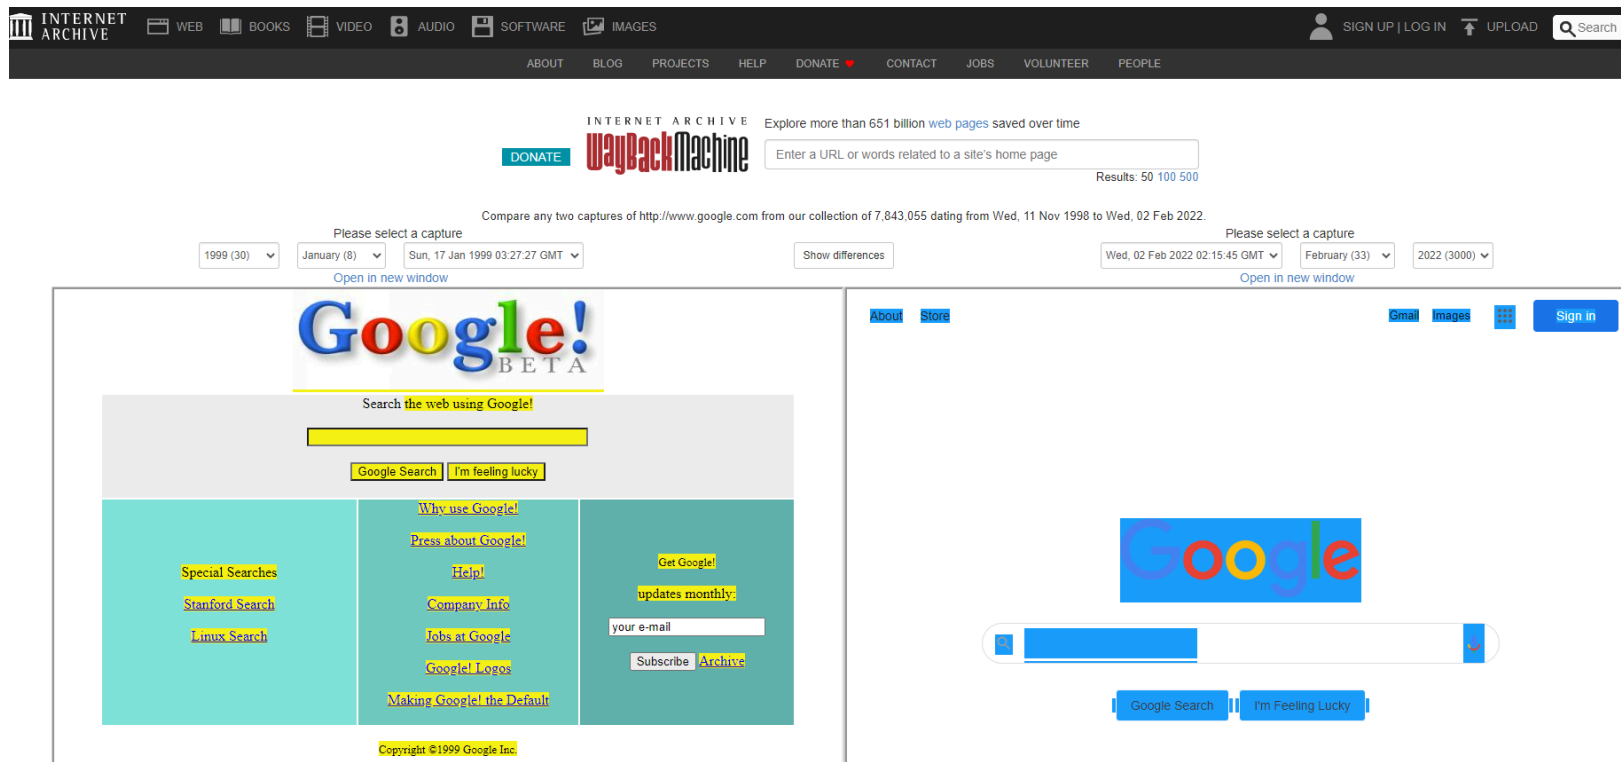 INTERNET ARCHIVE
WEB BOOKS VIDEO AUDIO SOFTWARE IMAGES SIGN UP | LOG IN UPLOAD Search
ABOUT BLOG PROJECTS HELP DONATE CONTACT JOBS VOLUNTEER PEOPLE
INTERNET ARCHIVE
WayBackMachine
DONATE
Explore more than 651 billion web pages saved over time
Enter a URL or words related to a site's home page
Results: 50 100 500
Compare any two captures of http://www.google.com from our collection of 7,843,055 dating from Wed, 11 Nov 1998 to Wed, 02 Feb 2022.
Please select a capture
1999 (30) January (8) Sun, 17 Jan 1999 03:27:27 GMT
Open in new window
Show differences
Please select a capture
Wed, 02 Feb 2022 02:15:45 GMT February (33) 2022 (3000)
Open in new window
Google!
BETA
Search the web using Google!
Google Search I'm feeling lucky
Special Searches
Stanford Search
Linux Search
Why use Google!
Press about Google!
Help!
Company Info
Jobs at Google
Google! Logos
Making Google! the Default
Get Google!
updates monthly:
your e-mail
Subscribe Archive
Copyright ©1999 Google Inc.
About Store Gmail Images Sign in
Google
Google Search I'm Feeling Lucky